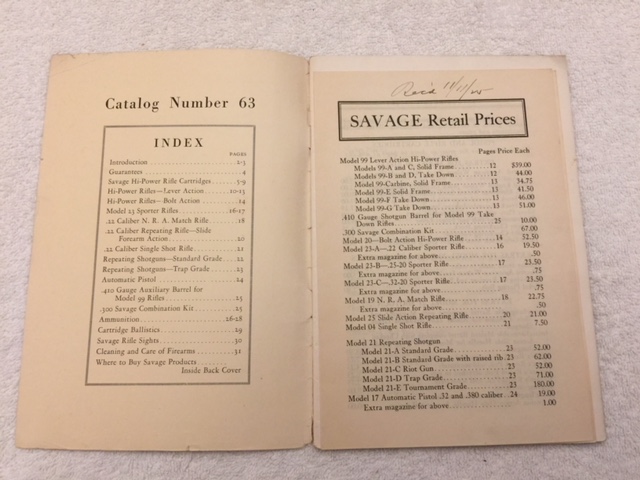 Catalog Number 63
INDEX
PAGES
Introduction 2-3
Guarantees 4
Savage Hi-Power Rifle Cartridges 5-9
Hi-Power Rifles—Lever Action 10-13
Hi-Power Rifles—Bolt Action 14
Model 23 Sporter Rifles 16-17
.22 Caliber N. R. A. Match Rifle 18
.22 Caliber Repeating Rifle—Slide
Forearm Action 20
.22 Caliber Single Shot Rifle 21
Repeating Shotguns—Standard Grade 22
Repeating Shotguns—Trap Grade 23
Automatic Pistol 24
.410 Gauge Auxiliary Barrel for
Model 99 Rifles 25
.300 Savage Combination Kit 25
Ammunition 26-28
Cartridge Ballistics 29
Savage Rifle Sights 30
Cleaning and Care of Firearms 31
Where to Buy Savage Products
Inside Back Cover
Rec'd 11/11/
SAVAGE Retail Prices
Pages Price Each
Model 99 Lever Action Hi-Power Rifles
Models 99-A and C, Solid Frame 12 $39.00
Models 99-B and D, Take Down 12 44.00
Model 99-Carbine, Solid Frame 13 34.75
Model 99-E Solid Frame 13 41.50
Model 99-F Take Down 13 46.00
Model 99-G Take Down 13 51.00
.410 Gauge Shotgun Barrel for Model 99 Take
Down Rifles 25 10.00
.300 Savage Combination Kit 67.00
Model 20—Bolt Action Hi-Power Rifle 14 52.50
Model 23-A—.22 Caliber Sporter Rifle 16 19.50
Extra magazine for above .50
Model 23-B—.25-20 Sporter Rifle 17 23.50
Extra magazine for above .75
Model 23-C—.32-20 Sporter Rifle 17 23.50
Extra magazine for above .75
Model 19 N. R. A. Match Rifle 18 22.75
Extra magazine for above .50
Model 25 Slide Action Repeating Rifle 20 21.00
Model 04 Single Shot Rifle 21 7.50
Model 21 Repeating Shotgun
Model 21-A Standard Grade 23 52.00
Model 21-B Standard Grade with raised rib 23 62.00
Model 21-C Riot Gun 23 52.00
Model 21-D Trap Grade 23 71.00
Model 21-E Tournament Grade 23 180.00
Model 17 Automatic Pistol .32 and .380 caliber 24 19.00
Extra magazine for above 1.00